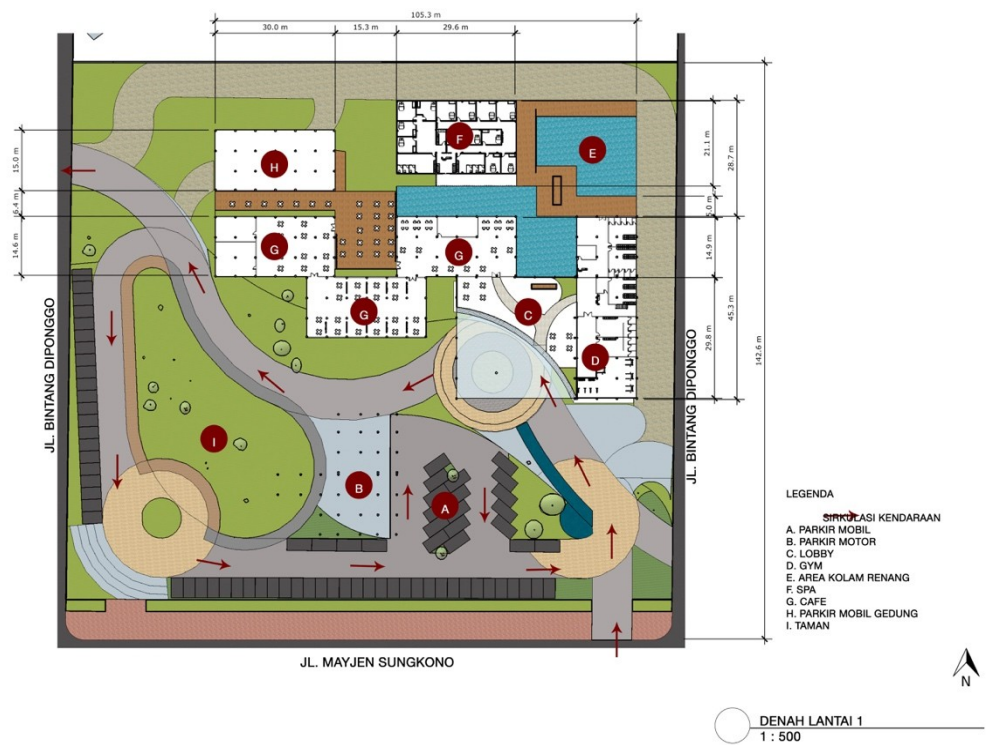 105.3 m
30.0 m
15.3 m
29.6 m
15.0 m
6.4 m
14.6 m
21.1 m
28.7 m
5.0 m
14.9 m
45.3 m
29.8 m
142.6 m
F
E
H
G
G
G
C
D
I
B
A
JL. BINTANG DIPONGGO
JL. BINTANG DIPONGGO
JL. MAYJEN SUNGKONO
LEGENDA
SIRKULASI KENDARAAN
A. PARKIR MOBIL
B. PARKIR MOTOR
C. LOBBY
D. GYM
E. AREA KOLAM RENANG
F. SPA
G. CAFE
H. PARKIR MOBIL GEDUNG
I. TAMAN
N
DENAH LANTAI 1
1 : 500